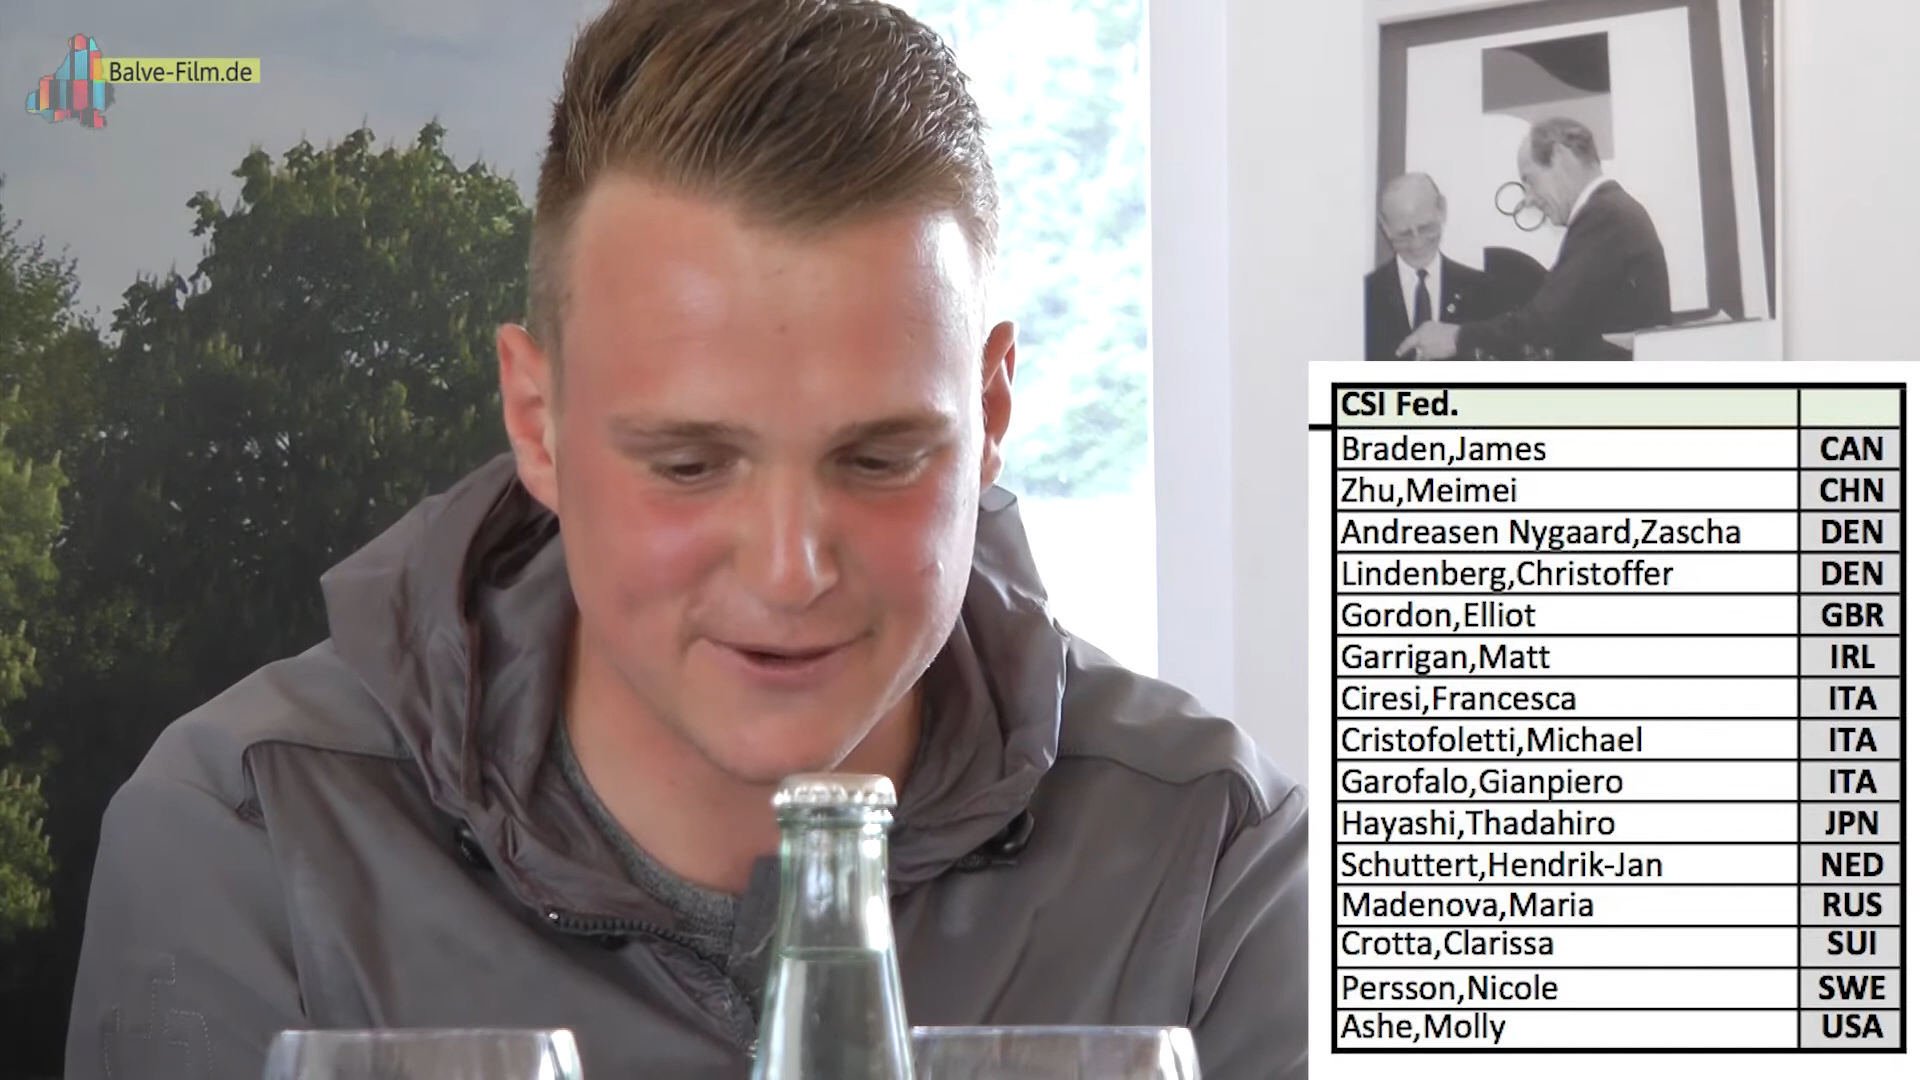 Balve-Film.de
CSI Fed.
Braden,James CAN
Zhu,Meimei CHN
Andreasen Nygaard,Zascha DEN
Lindenberg,Christoffer DEN
Gordon,Elliot GBR
Garrigan,Matt IRL
Ciresi,Francesca ITA
Cristofoletti,Michael ITA
Garofalo,Gianpiero ITA
Hayashi,Thadahiro JPN
Schuttert,Hendrik-Jan NED
Madenova,Maria RUS
Crotta,Clarissa SUI
Persson,Nicole SWE
Ashe,Molly USA